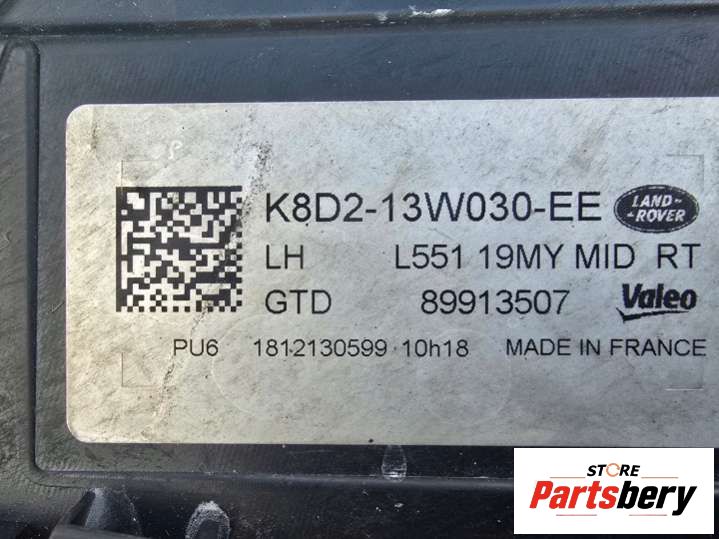 K8D2-13W030-EE LAND-
-ROVER
LH L551 19MY MID RT
GTD 89913507 Valeo
PU6 1812130599 10h18 MADE IN FRANCE
STORE
Partsbery